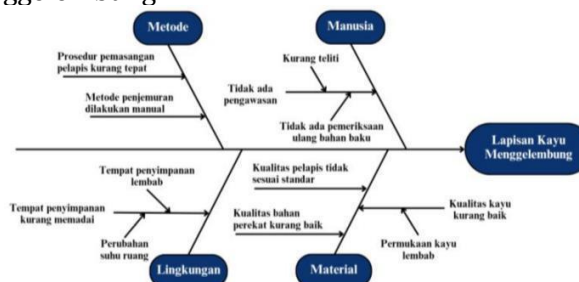 Metode
Manusia
Prosedur pemasangan
pelapis kurang tepat
Metode penjemuran
dilakukan manual
Kurang teliti
Tidak ada
pengawasan
Tidak ada pemeriksaan
ulang bahan baku
Lapisan Kayu
Menggelembung
Tempat penyimpanan
lembab
Tempat penyimpanan
kurang memadai
Perubahan
suhu ruang
Kualitas pelapis tidak
sesuai standar
Kualitas bahan
perekat kurang baik
Kualitas kayu
kurang baik
Permukaan kayu
lembab
Lingkungan
Material